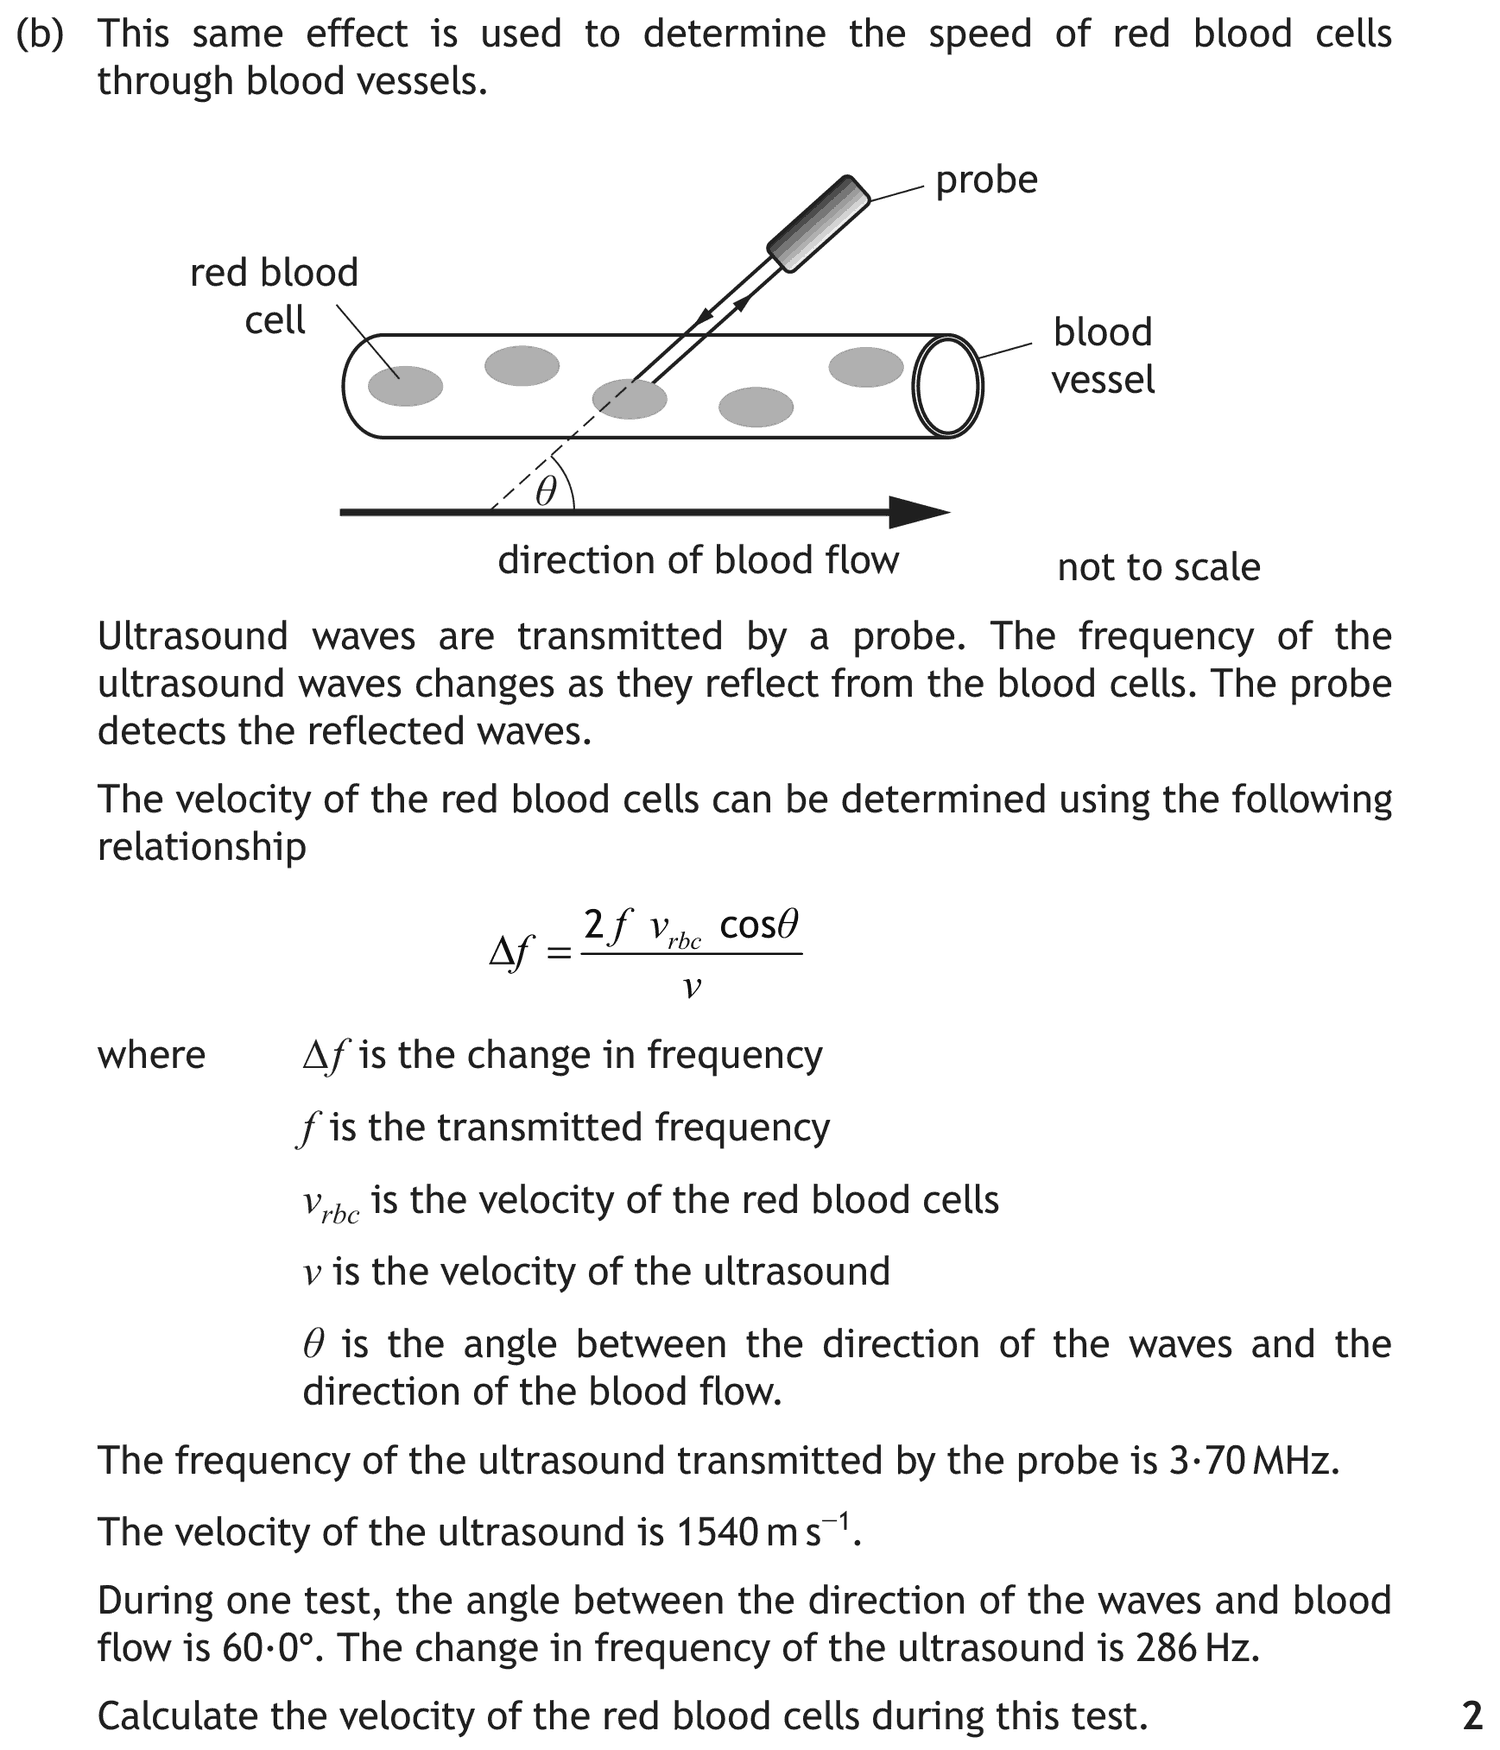 (b) This same effect is used to determine the speed of red blood cells
through blood vessels.
probe
red blood
cell
blood
vessel
θ
direction of blood flow
not to scale
Ultrasound waves are transmitted by a probe. The frequency of the
ultrasound waves changes as they reflect from the blood cells. The probe
detects the reflected waves.
The velocity of the red blood cells can be determined using the following
relationship
Δf = 2f v_rbc cosθ / v
where Δf is the change in frequency
f is the transmitted frequency
v_rbc is the velocity of the red blood cells
v is the velocity of the ultrasound
θ is the angle between the direction of the waves and the
direction of the blood flow.
The frequency of the ultrasound transmitted by the probe is 3·70 MHz.
The velocity of the ultrasound is 1540 m s⁻¹.
During one test, the angle between the direction of the waves and blood
flow is 60·0°. The change in frequency of the ultrasound is 286 Hz.
Calculate the velocity of the red blood cells during this test. 2